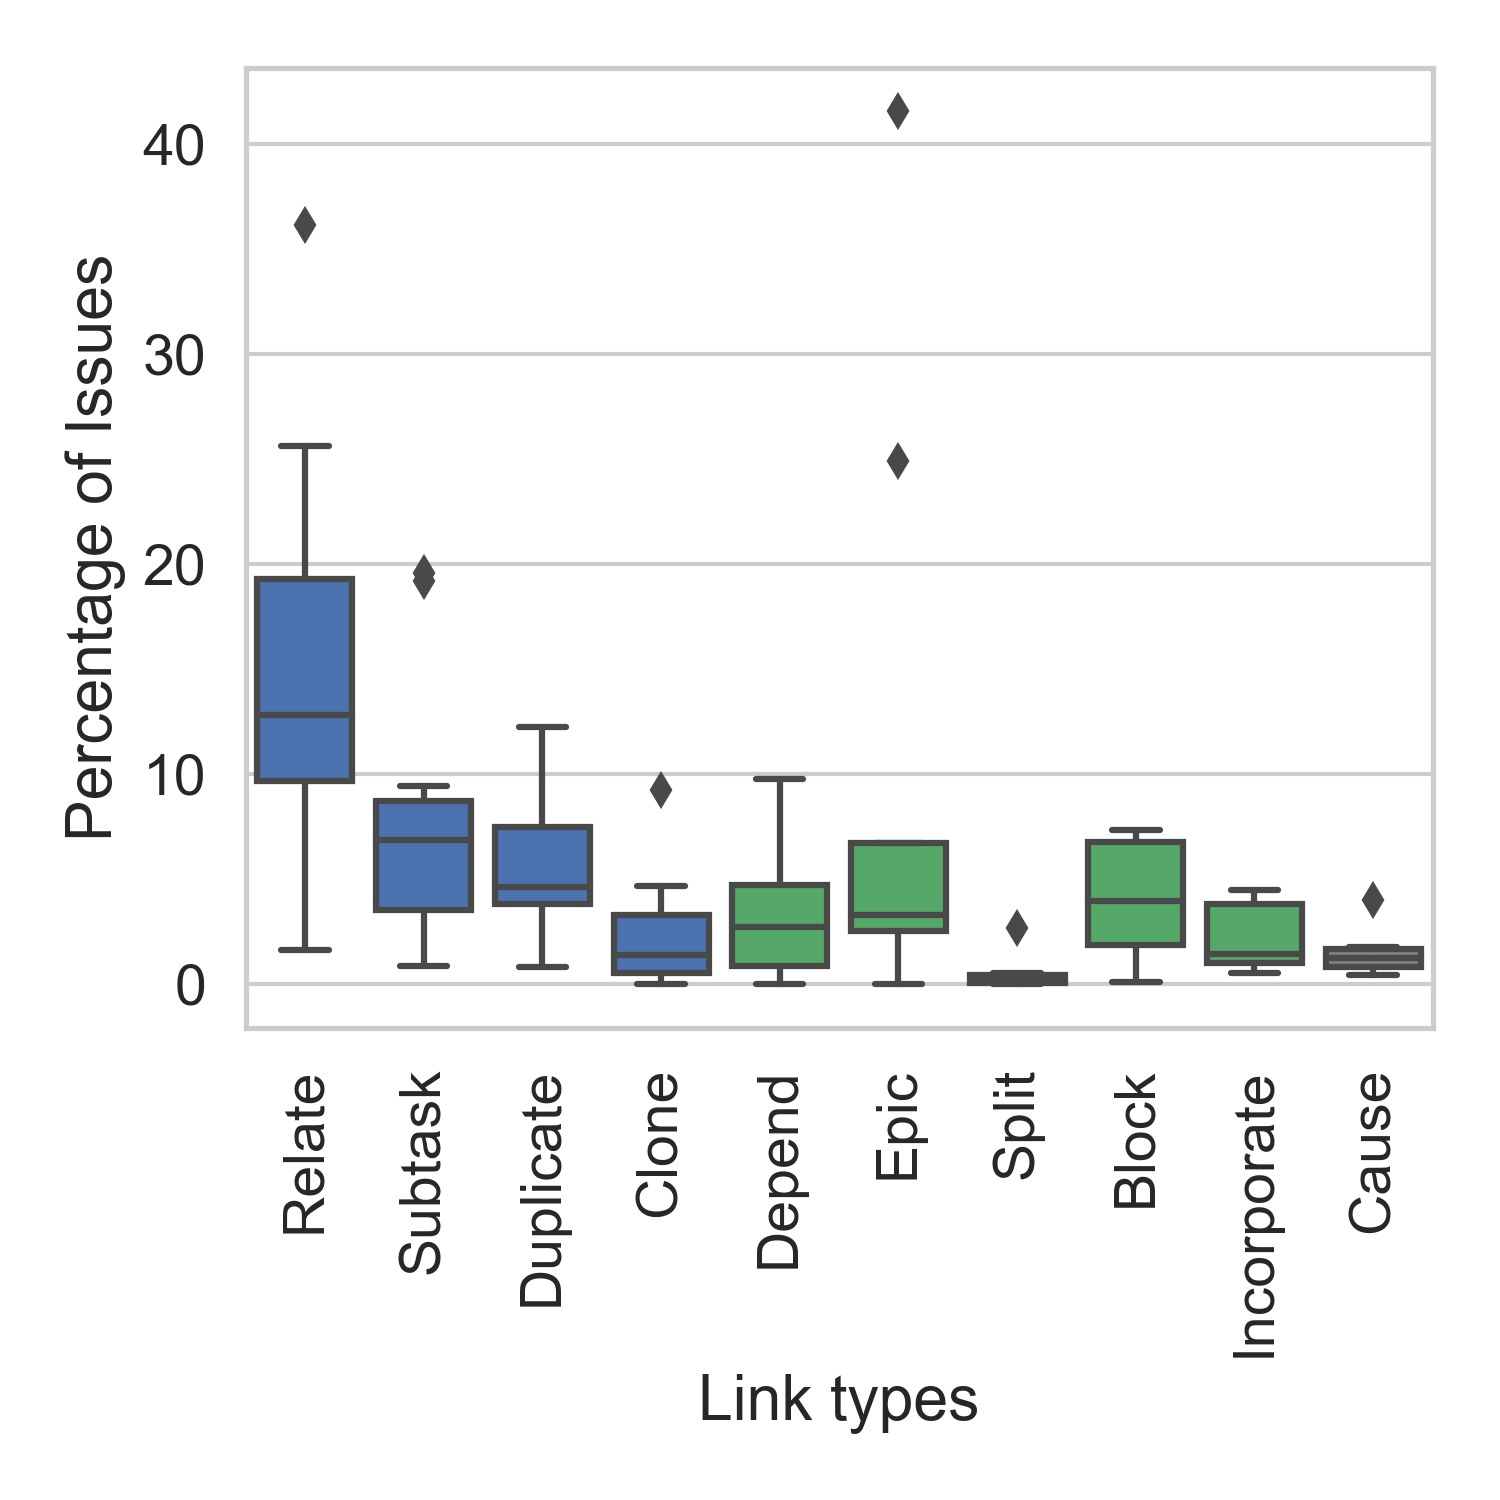 Percentage of Issues
40
30
20
10
0
Relate
Subtask
Duplicate
Clone
Depend
Epic
Split
Block
Incorporate
Cause
Link types